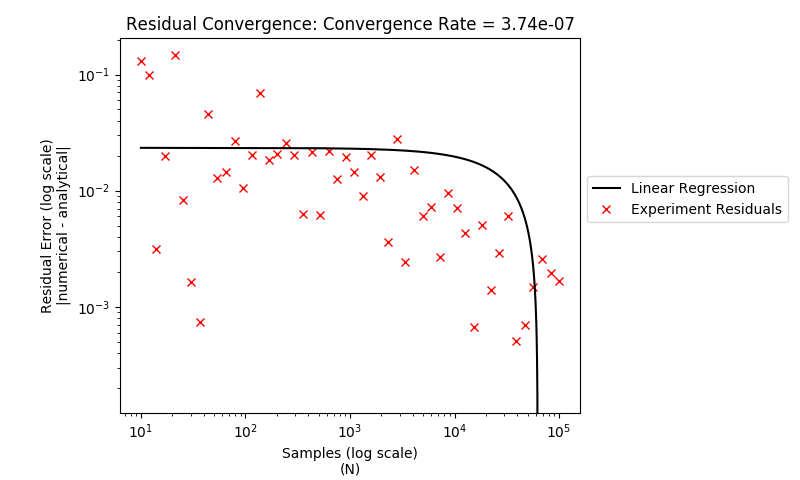 Residual Convergence: Convergence Rate = 3.74e-07
Residual Error (log scale)
|numerical - analytical|
10⁻¹
10⁻²
10⁻³
10¹
10²
10³
10⁴
10⁵
Samples (log scale)
(N)
Linear Regression
Experiment Residuals